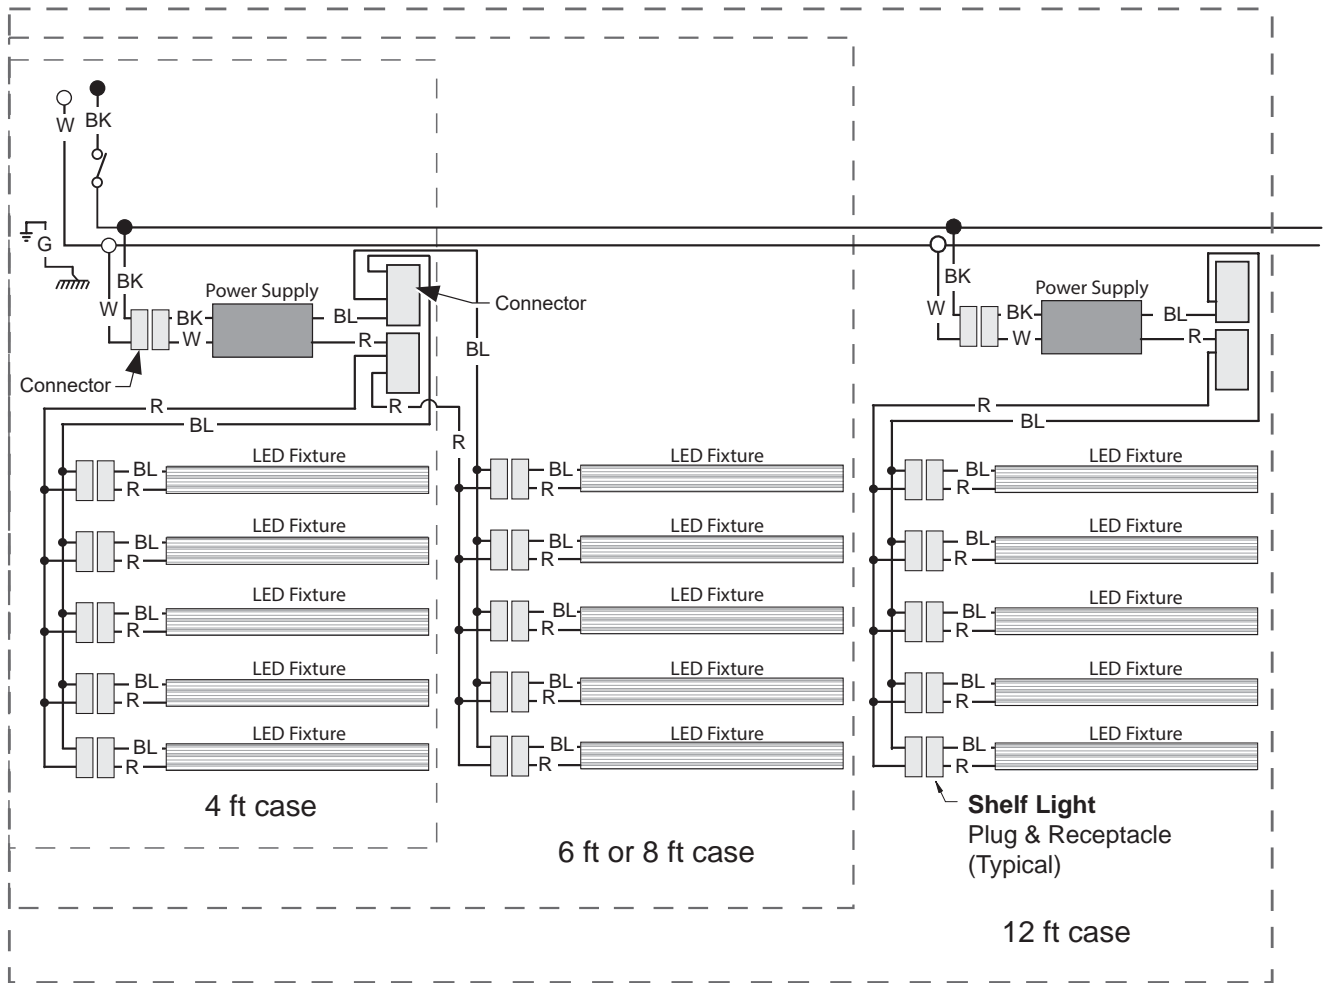 W
BK
G
BK
W
BK
W
Power Supply
BL
R
Connector
Connector
BL
R
BL
R
R
BK
W
BK
W
Power Supply
BL
R
R
BL
LED Fixture
BL
R
LED Fixture
BL
R
LED Fixture
BL
R
LED Fixture
BL
R
LED Fixture
BL
R
4 ft case
LED Fixture
BL
R
LED Fixture
BL
R
LED Fixture
BL
R
LED Fixture
BL
R
LED Fixture
BL
R
6 ft or 8 ft case
LED Fixture
BL
R
LED Fixture
BL
R
LED Fixture
BL
R
LED Fixture
BL
R
LED Fixture
BL
R
Shelf Light
Plug & Receptacle
(Typical)
12 ft case